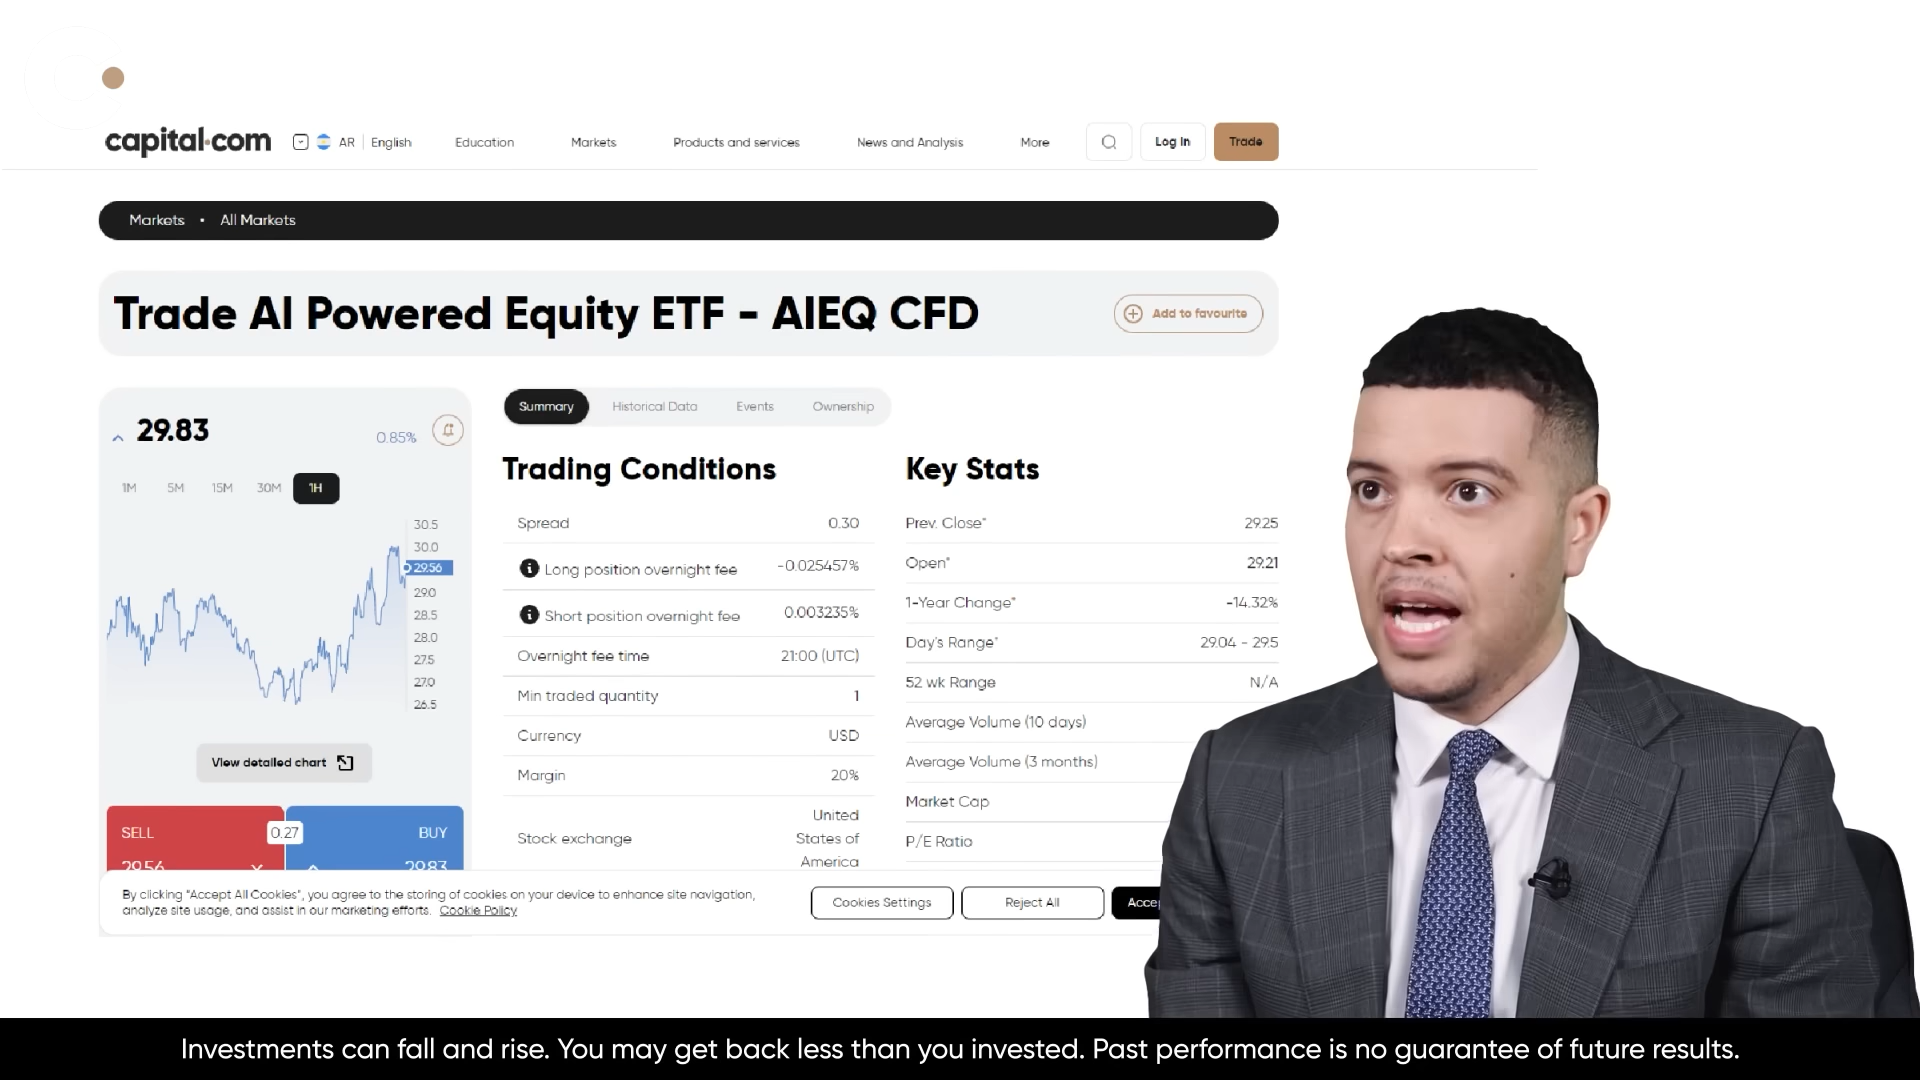 capital.com
AR English
Education
Markets
Products and services
News and Analysis
More
Log In
Trade
Markets • All Markets
Trade AI Powered Equity ETF - AIEQ CFD
Add to favourite
29.83
0.85%
1M 5M 15M 30M 1H
30.5
30.0
29.56
29.0
28.5
28.0
27.5
27.0
26.5
View detailed chart
SELL 0.27 BUY
29.56 29.83
Summary Historical Data Events Ownership
Trading Conditions
Spread 0.30
Long position overnight fee -0.025457%
Short position overnight fee 0.003235%
Overnight fee time 21:00 (UTC)
Min traded quantity 1
Currency USD
Margin 20%
Stock exchange United
States of
America
Key Stats
Prev. Close* 29.25
Open* 29.21
1-Year Change* -14.32%
Day's Range* 29.04 - 29.5
52 wk Range N/A
Average Volume (10 days)
Average Volume (3 months)
Market Cap
P/E Ratio
By clicking "Accept All Cookies", you agree to the storing of cookies on your device to enhance site navigation,
analyze site usage, and assist in our marketing efforts. Cookie Policy
Cookies Settings
Reject All
Investments can fall and rise. You may get back less than you invested. Past performance is no guarantee of future results.